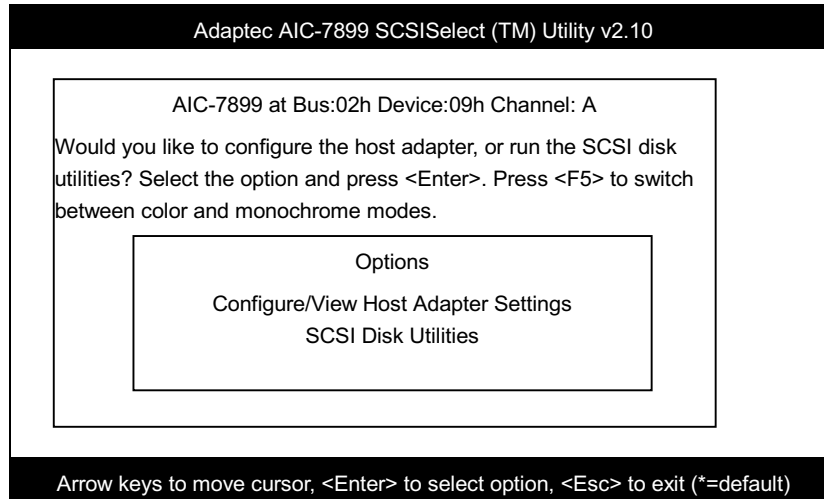 Adaptec AIC-7899 SCSISelect (TM) Utility v2.10
AIC-7899 at Bus:02h Device:09h Channel: A
Would you like to configure the host adapter, or run the SCSI disk
utilities? Select the option and press <Enter>. Press <F5> to switch
between color and monochrome modes.
Options
Configure/View Host Adapter Settings
SCSI Disk Utilities
Arrow keys to move cursor, <Enter> to select option, <Esc> to exit (*=default)